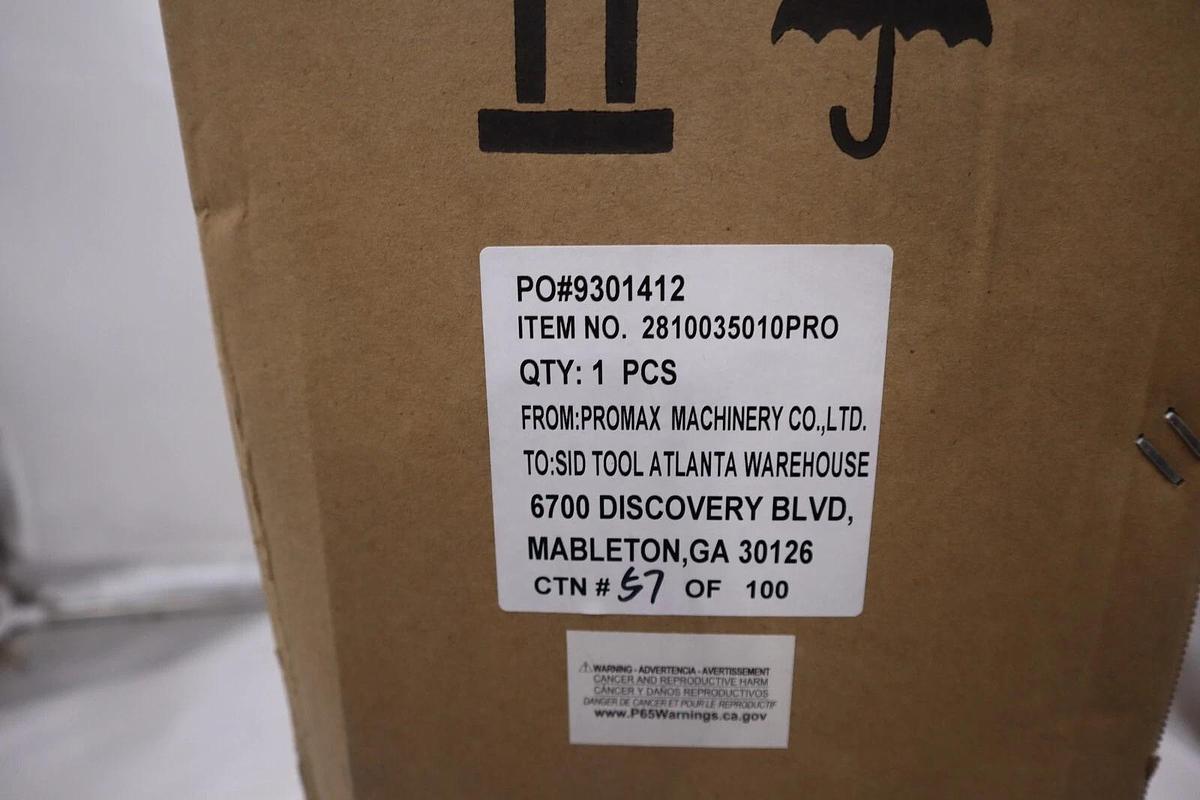 PO#9301412
ITEM NO. 2810035010PRO
QTY: 1 PCS
FROM:PROMAX MACHINERY CO.,LTD.
TO:SID TOOL ATLANTA WAREHOUSE
6700 DISCOVERY BLVD,
MABLETON,GA 30126
CTN # 57 OF 100
⚠WARNING - ADVERTENCIA - AVERTISSEMENT
CANCER AND REPRODUCTIVE HARM
CÁNCER Y DAÑOS REPRODUCTIVOS
DANGER DE CANCER ET POUR LE REPRODUCTIF
www.P65Warnings.ca.gov